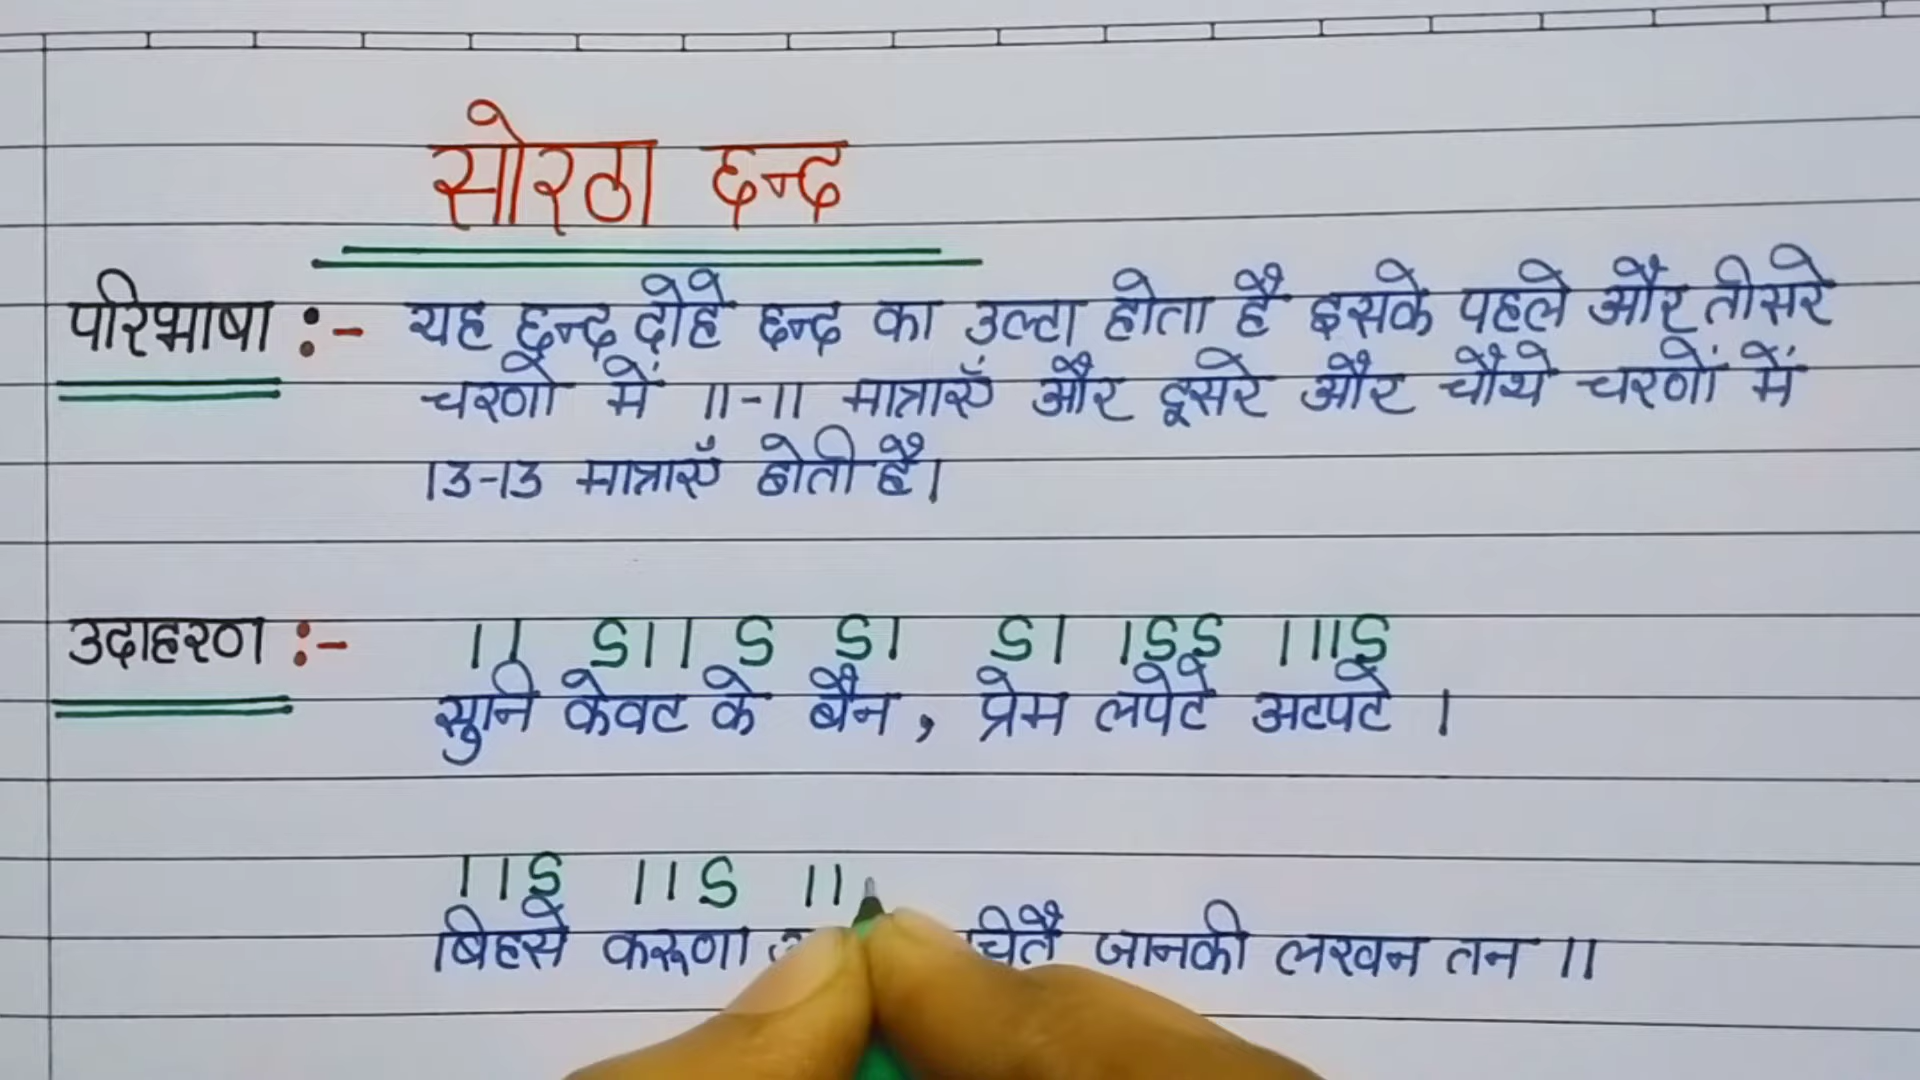 सोरठा छन्द
परिभाषा :- यह छन्द दोहे छन्द का उल्टा होता है इसके पहले और तीसरे
चरणो में 11-11 मात्राएँ और दूसरे और चौथे चरणों में
13-13 मात्राएँ होती है।
।। ऽ।। ऽ ऽ। ऽ। ।ऽऽ ।।।ऽ
उदाहरण :- सुनि केवट के बैन, प्रेम लपेटे अटपटे ।
।।ऽ ।।ऽ ।।
बिहसे करूणा चितै जानकी लखन तन ।।